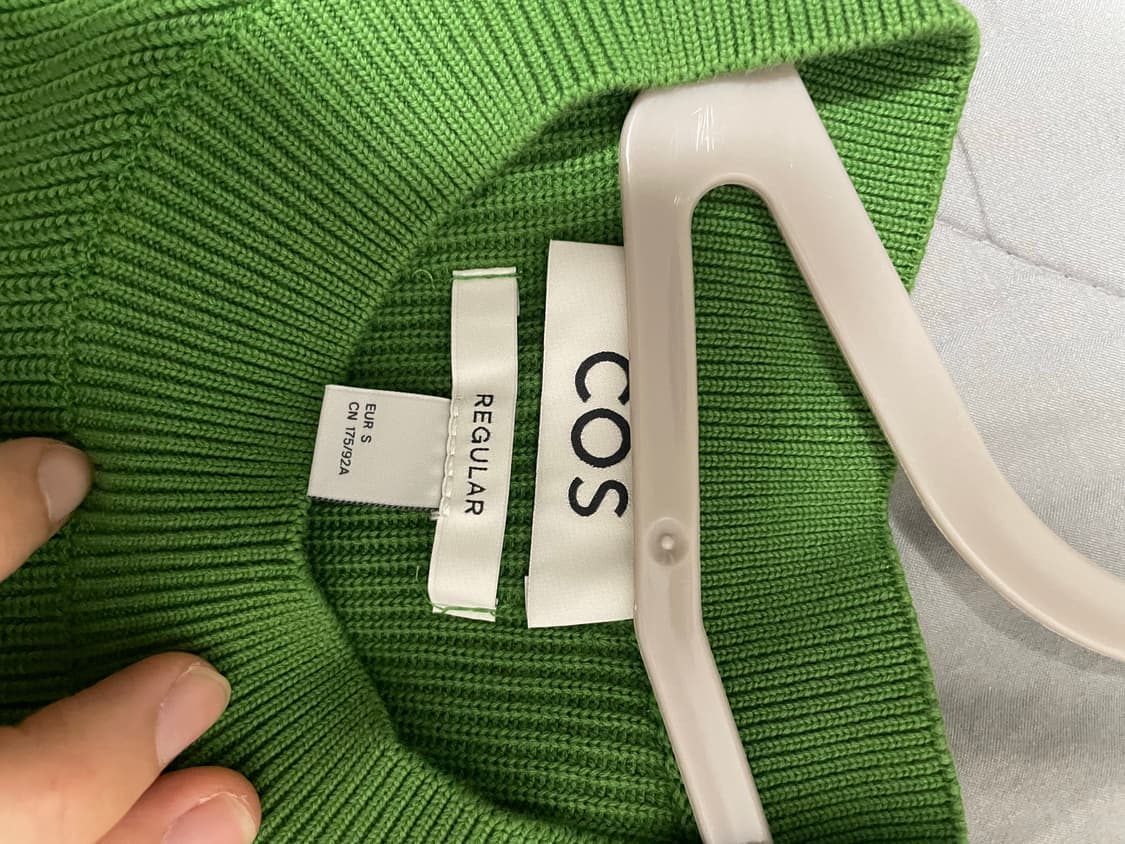 COS
REGULAR
EUR S
CN 175/92A